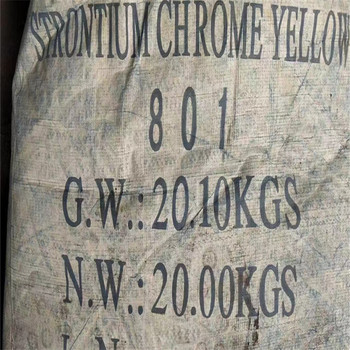 STRONTIUM CHROME YELLOW
801
G.W.: 20.10KGS
N.W.: 20.00KGS